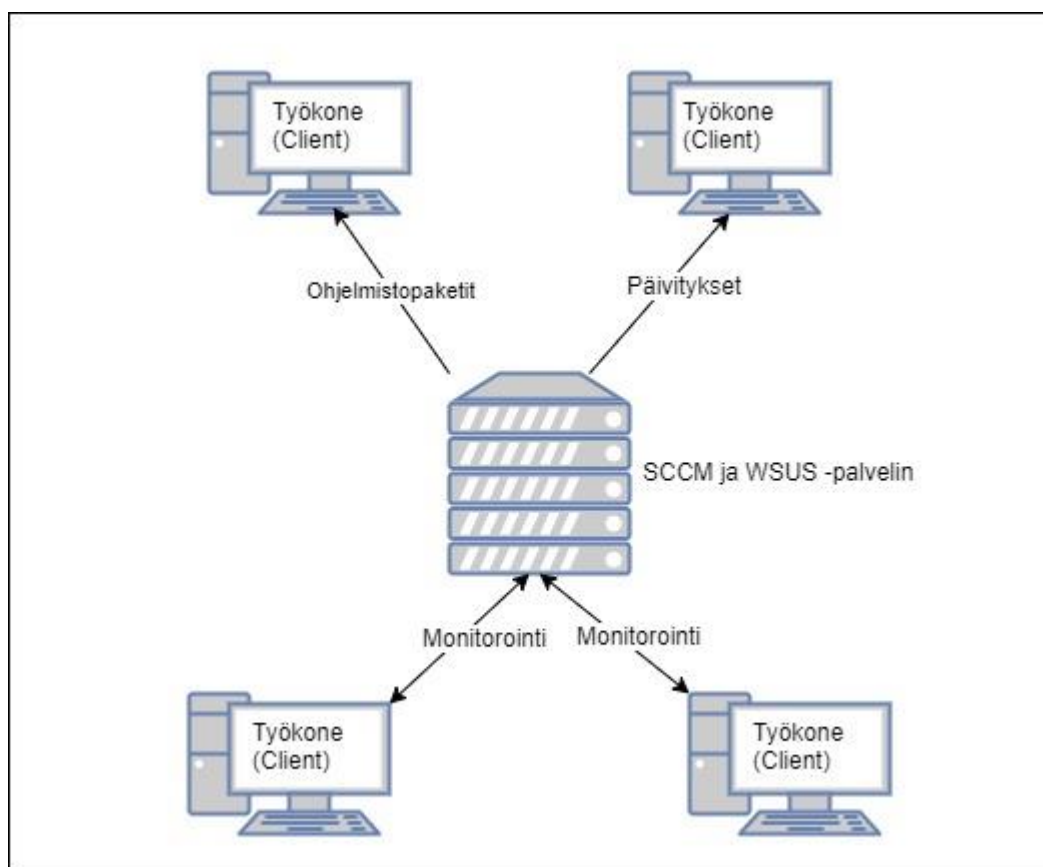 Työkone
(Client)
Työkone
(Client)
Ohjelmistopaketit
Päivitykset
SCCM ja WSUS -palvelin
Monitorointi
Monitorointi
Työkone
(Client)
Työkone
(Client)